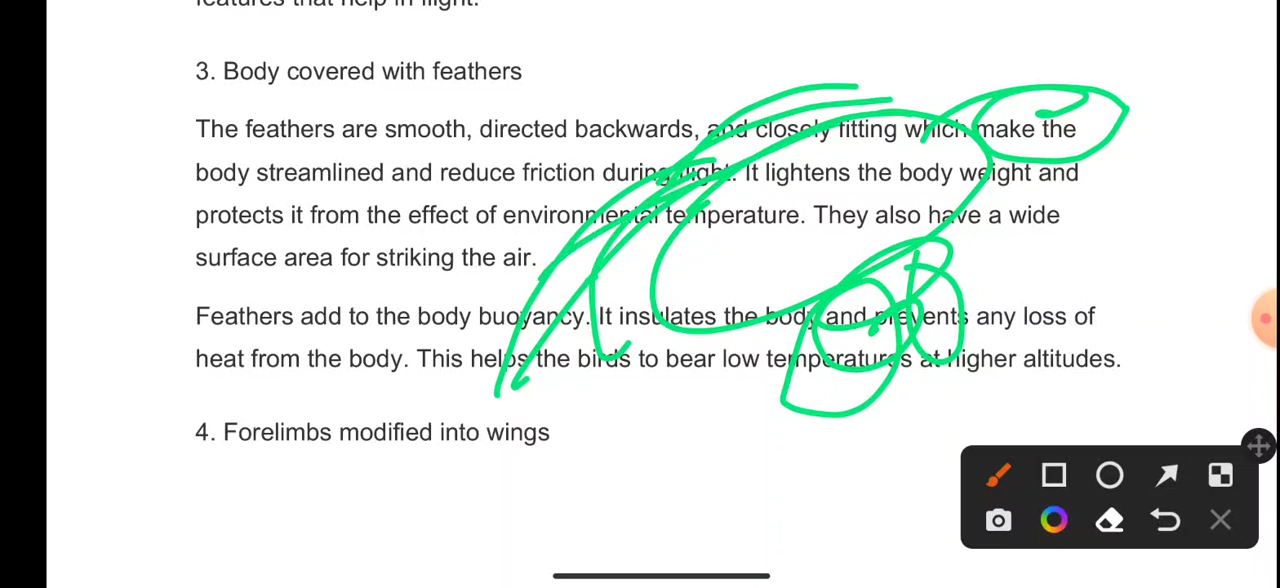 features that help in flight.
3. Body covered with feathers
The feathers are smooth, directed backwards, and closely fitting which make the
body streamlined and reduce friction during flight. It lightens the body weight and
protects it from the effect of environmental temperature. They also have a wide
surface area for striking the air.
Feathers add to the body buoyancy. It insulates the body and prevents any loss of
heat from the body. This helps the birds to bear low temperatures at higher altitudes.
4. Forelimbs modified into wings